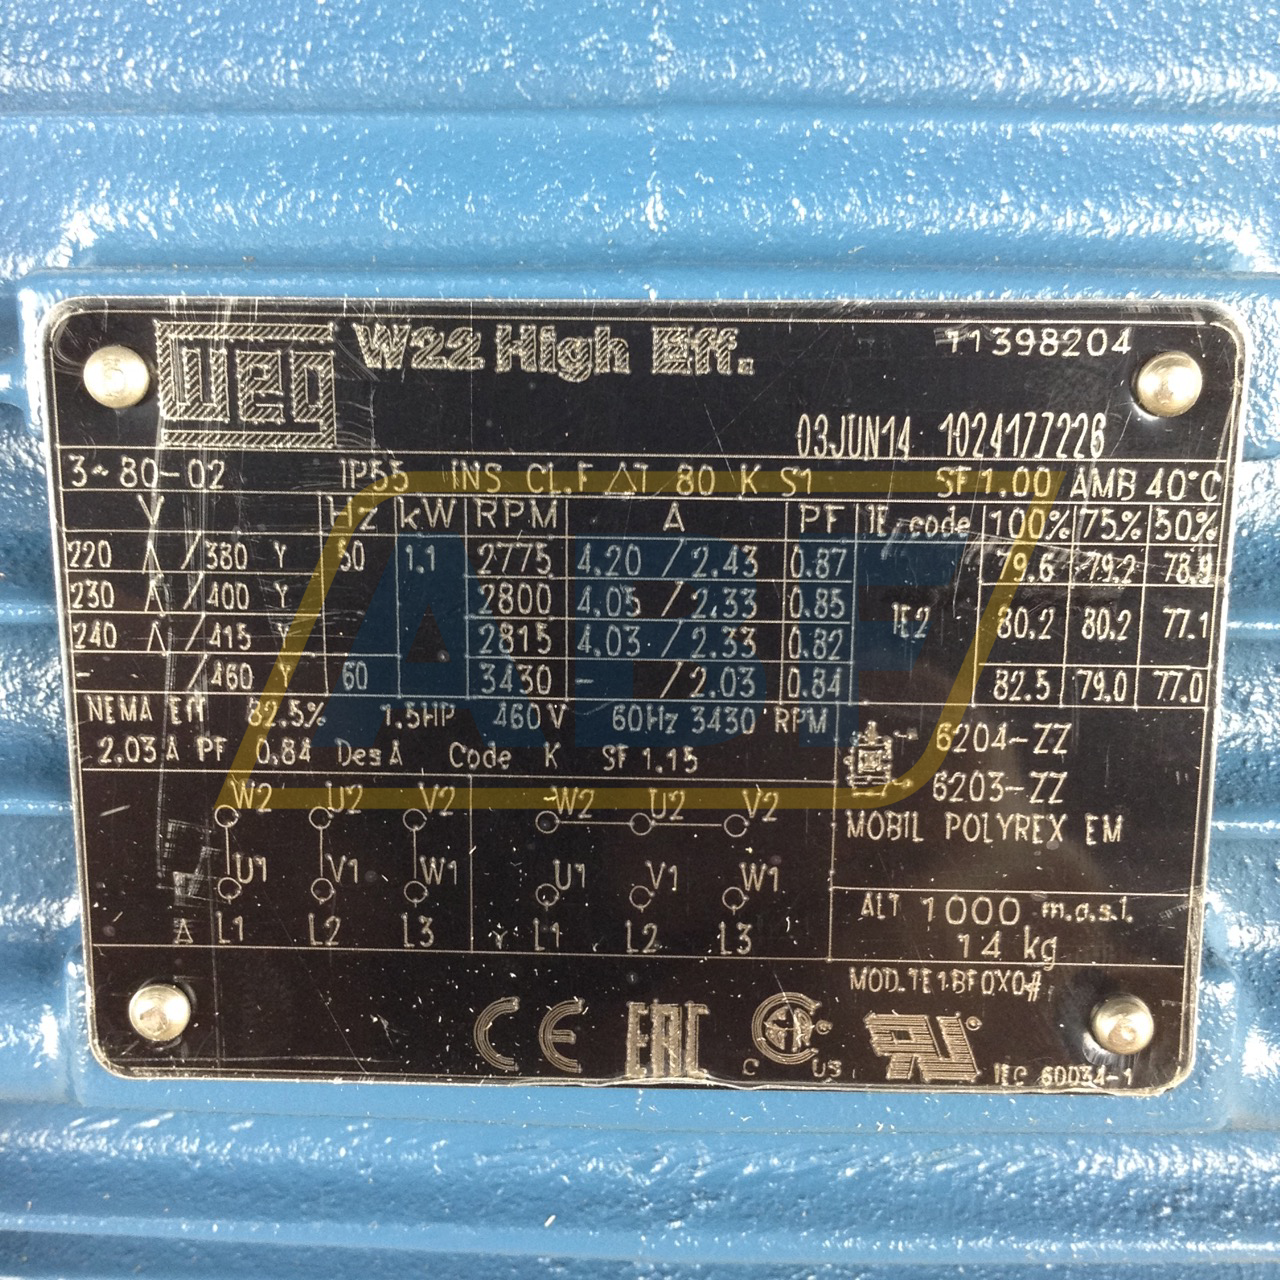 WEG W22 High Eff. 11398204
03JUN14 1024177226
3~80-02 IP55 INS CL.F △T 80 K S1 SF 1.00 AMB 40°C
V Hz kW RPM A PF IE code 100% 75% 50%
220 △ /380 Y 50 1.1 2775 4.20 / 2.43 0.87 79.6 79.2 78.9
230 △ /400 Y 2800 4.05 / 2.33 0.85 IE2 80.2 80.2 77.1
240 △ /415 Y 2815 4.03 / 2.33 0.82
- /460 Y 60 3430 - / 2.03 0.84 82.5 79.0 77.0
NEMA Eff 82.5% 1.5HP 460V 60Hz 3430 RPM
2.03A PF 0.84 Des A Code K SF 1.15
6204-ZZ
6203-ZZ
MOBIL POLYREX EM
W2 U2 V2 W2 U2 V2
U1 V1 W1 U1 V1 W1
△ L1 L2 L3 Y L1 L2 L3
ALT 1000 m.a.s.l.
14 kg
MOD.TE1BF0X0#
CE EAC C US
IEC 60034-1
ABF